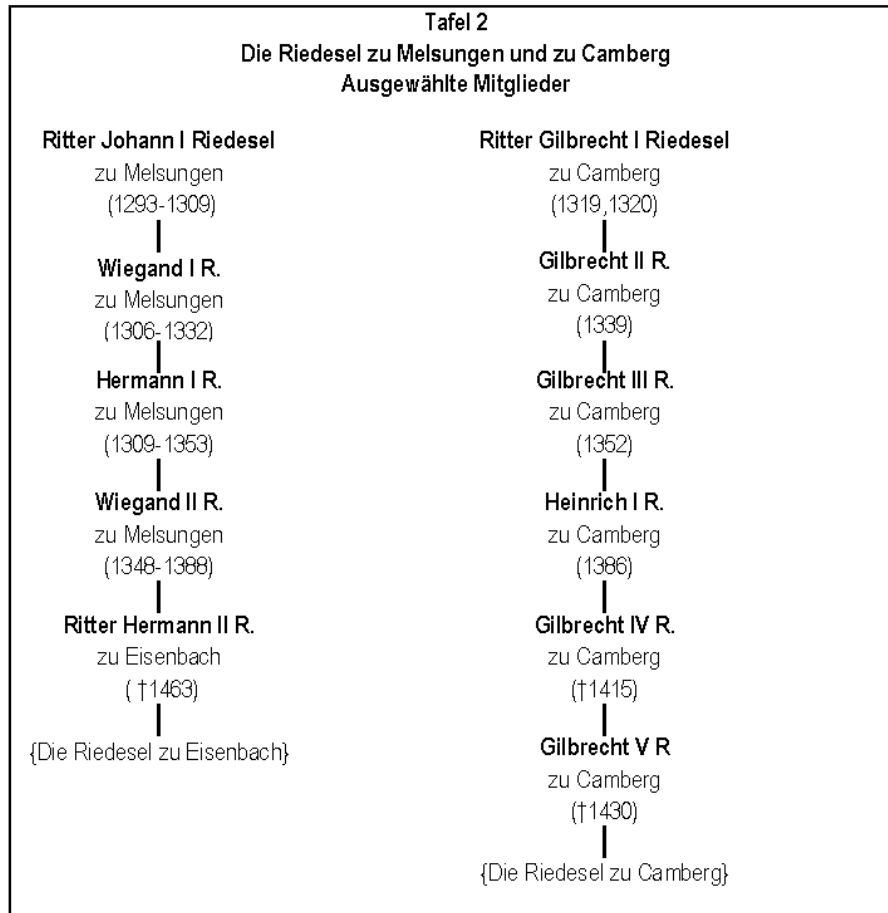 Tafel 2
Die Riedesel zu Melsungen und zu Camberg
Ausgewählte Mitglieder
Ritter Johann I Riedesel
zu Melsungen
(1293-1309)
Wiegand I R.
zu Melsungen
(1306-1332)
Hermann I R.
zu Melsungen
(1309-1353)
Wiegand II R.
zu Melsungen
(1348-1388)
Ritter Hermann II R.
zu Eisenbach
( †1463)
{Die Riedesel zu Eisenbach}
Ritter Gilbrecht I Riedesel
zu Camberg
(1319,1320)
Gilbrecht II R.
zu Camberg
(1339)
Gilbrecht III R.
zu Camberg
(1352)
Heinrich I R.
zu Camberg
(1386)
Gilbrecht IV R.
zu Camberg
(†1415)
Gilbrecht V R
zu Camberg
(†1430)
{Die Riedesel zu Camberg}